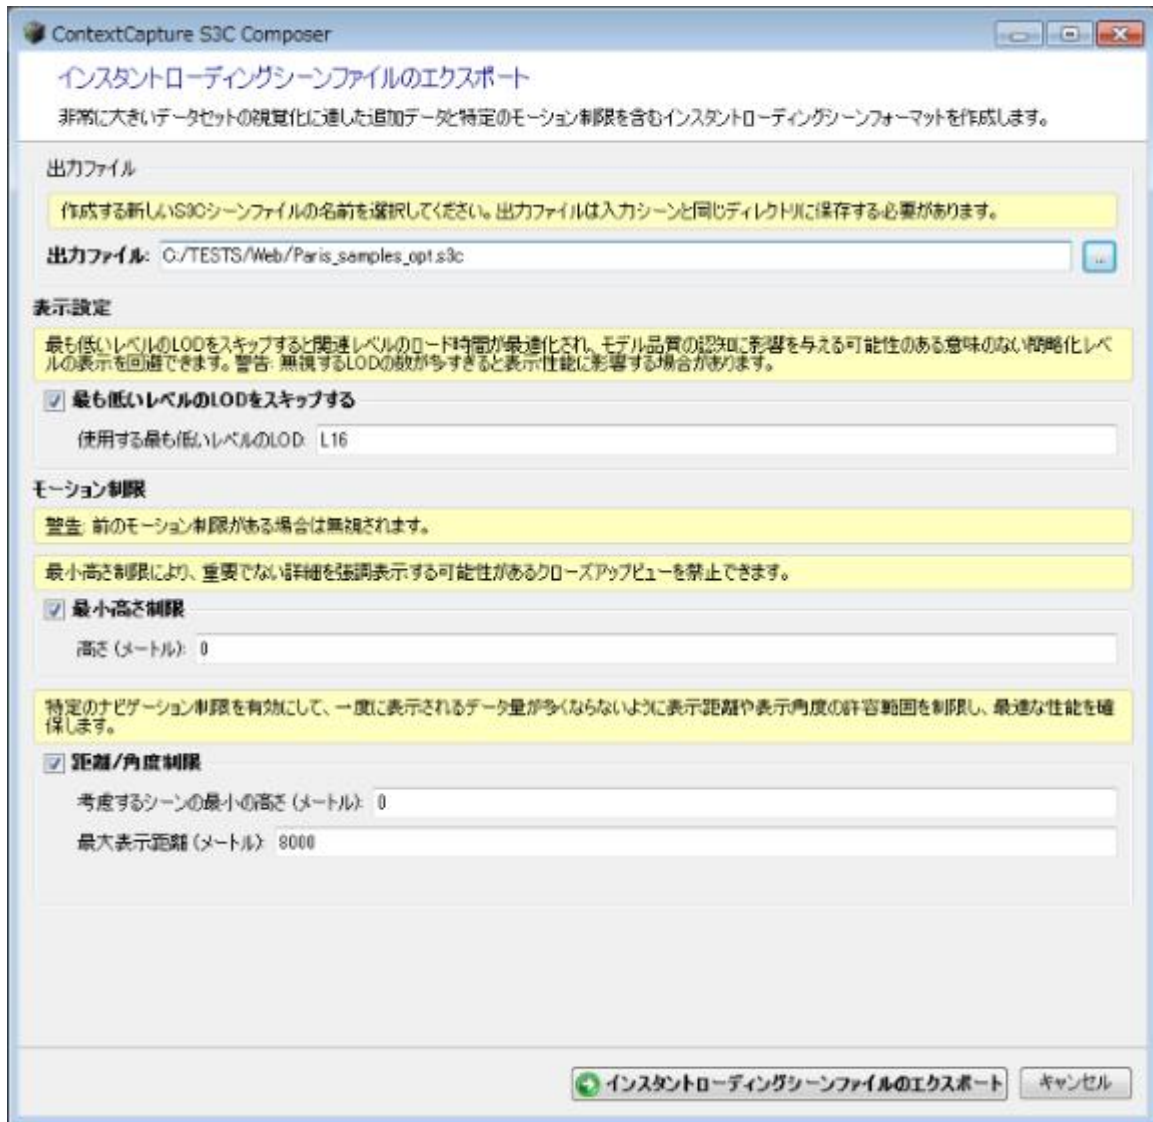 ContextCapture S3C Composer
インスタントローディングシーンファイルのエクスポート
非常に大きいデータセットの視覚化に適した追加データと特定のモーション制限を含むインスタントローディングシーンフォーマットを作成します。
出力ファイル
作成する新しいS3Cシーンファイルの名前を選択してください。出力ファイルは入力シーンと同じディレクトリに保存する必要があります。
出力ファイル: C:/TESTS/Web/Paris_samples_opt.s3c
...
表示設定
最も低いレベルのLODをスキップすると関連レベルのロード時間が最適化され、モデル品質の認知に影響を与える可能性のある意味のない簡略化レベ
ルの表示を回避できます。警告: 無視するLODの数が多すぎると表示性能に影響する場合があります。
最も低いレベルのLODをスキップする
使用する最も低いレベルのLOD: L16
モーション制限
警告: 前のモーション制限がある場合は無視されます。
最小高さ制限により、重要でない詳細を強調表示する可能性があるクローズアップビューを禁止できます。
最小高さ制限
高さ (メートル): 0
特定のナビゲーション制限を有効にして、一度に表示されるデータ量が多くならないように表示距離や表示角度の許容範囲を制限し、最適な性能を確
保します。
距離/角度制限
考慮するシーンの最小の高さ (メートル): 0
最大表示距離 (メートル): 8000
インスタントローディングシーンファイルのエクスポート
キャンセル